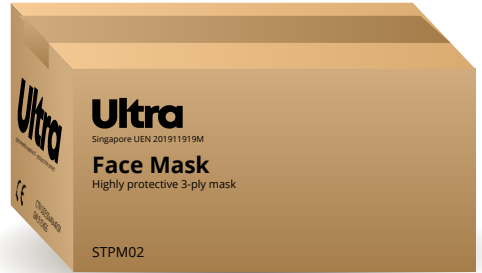 Ultra
Singapore UEN 201911919M
Face Mask
Highly protective 3-ply mask
STPM02
Ultra
CE